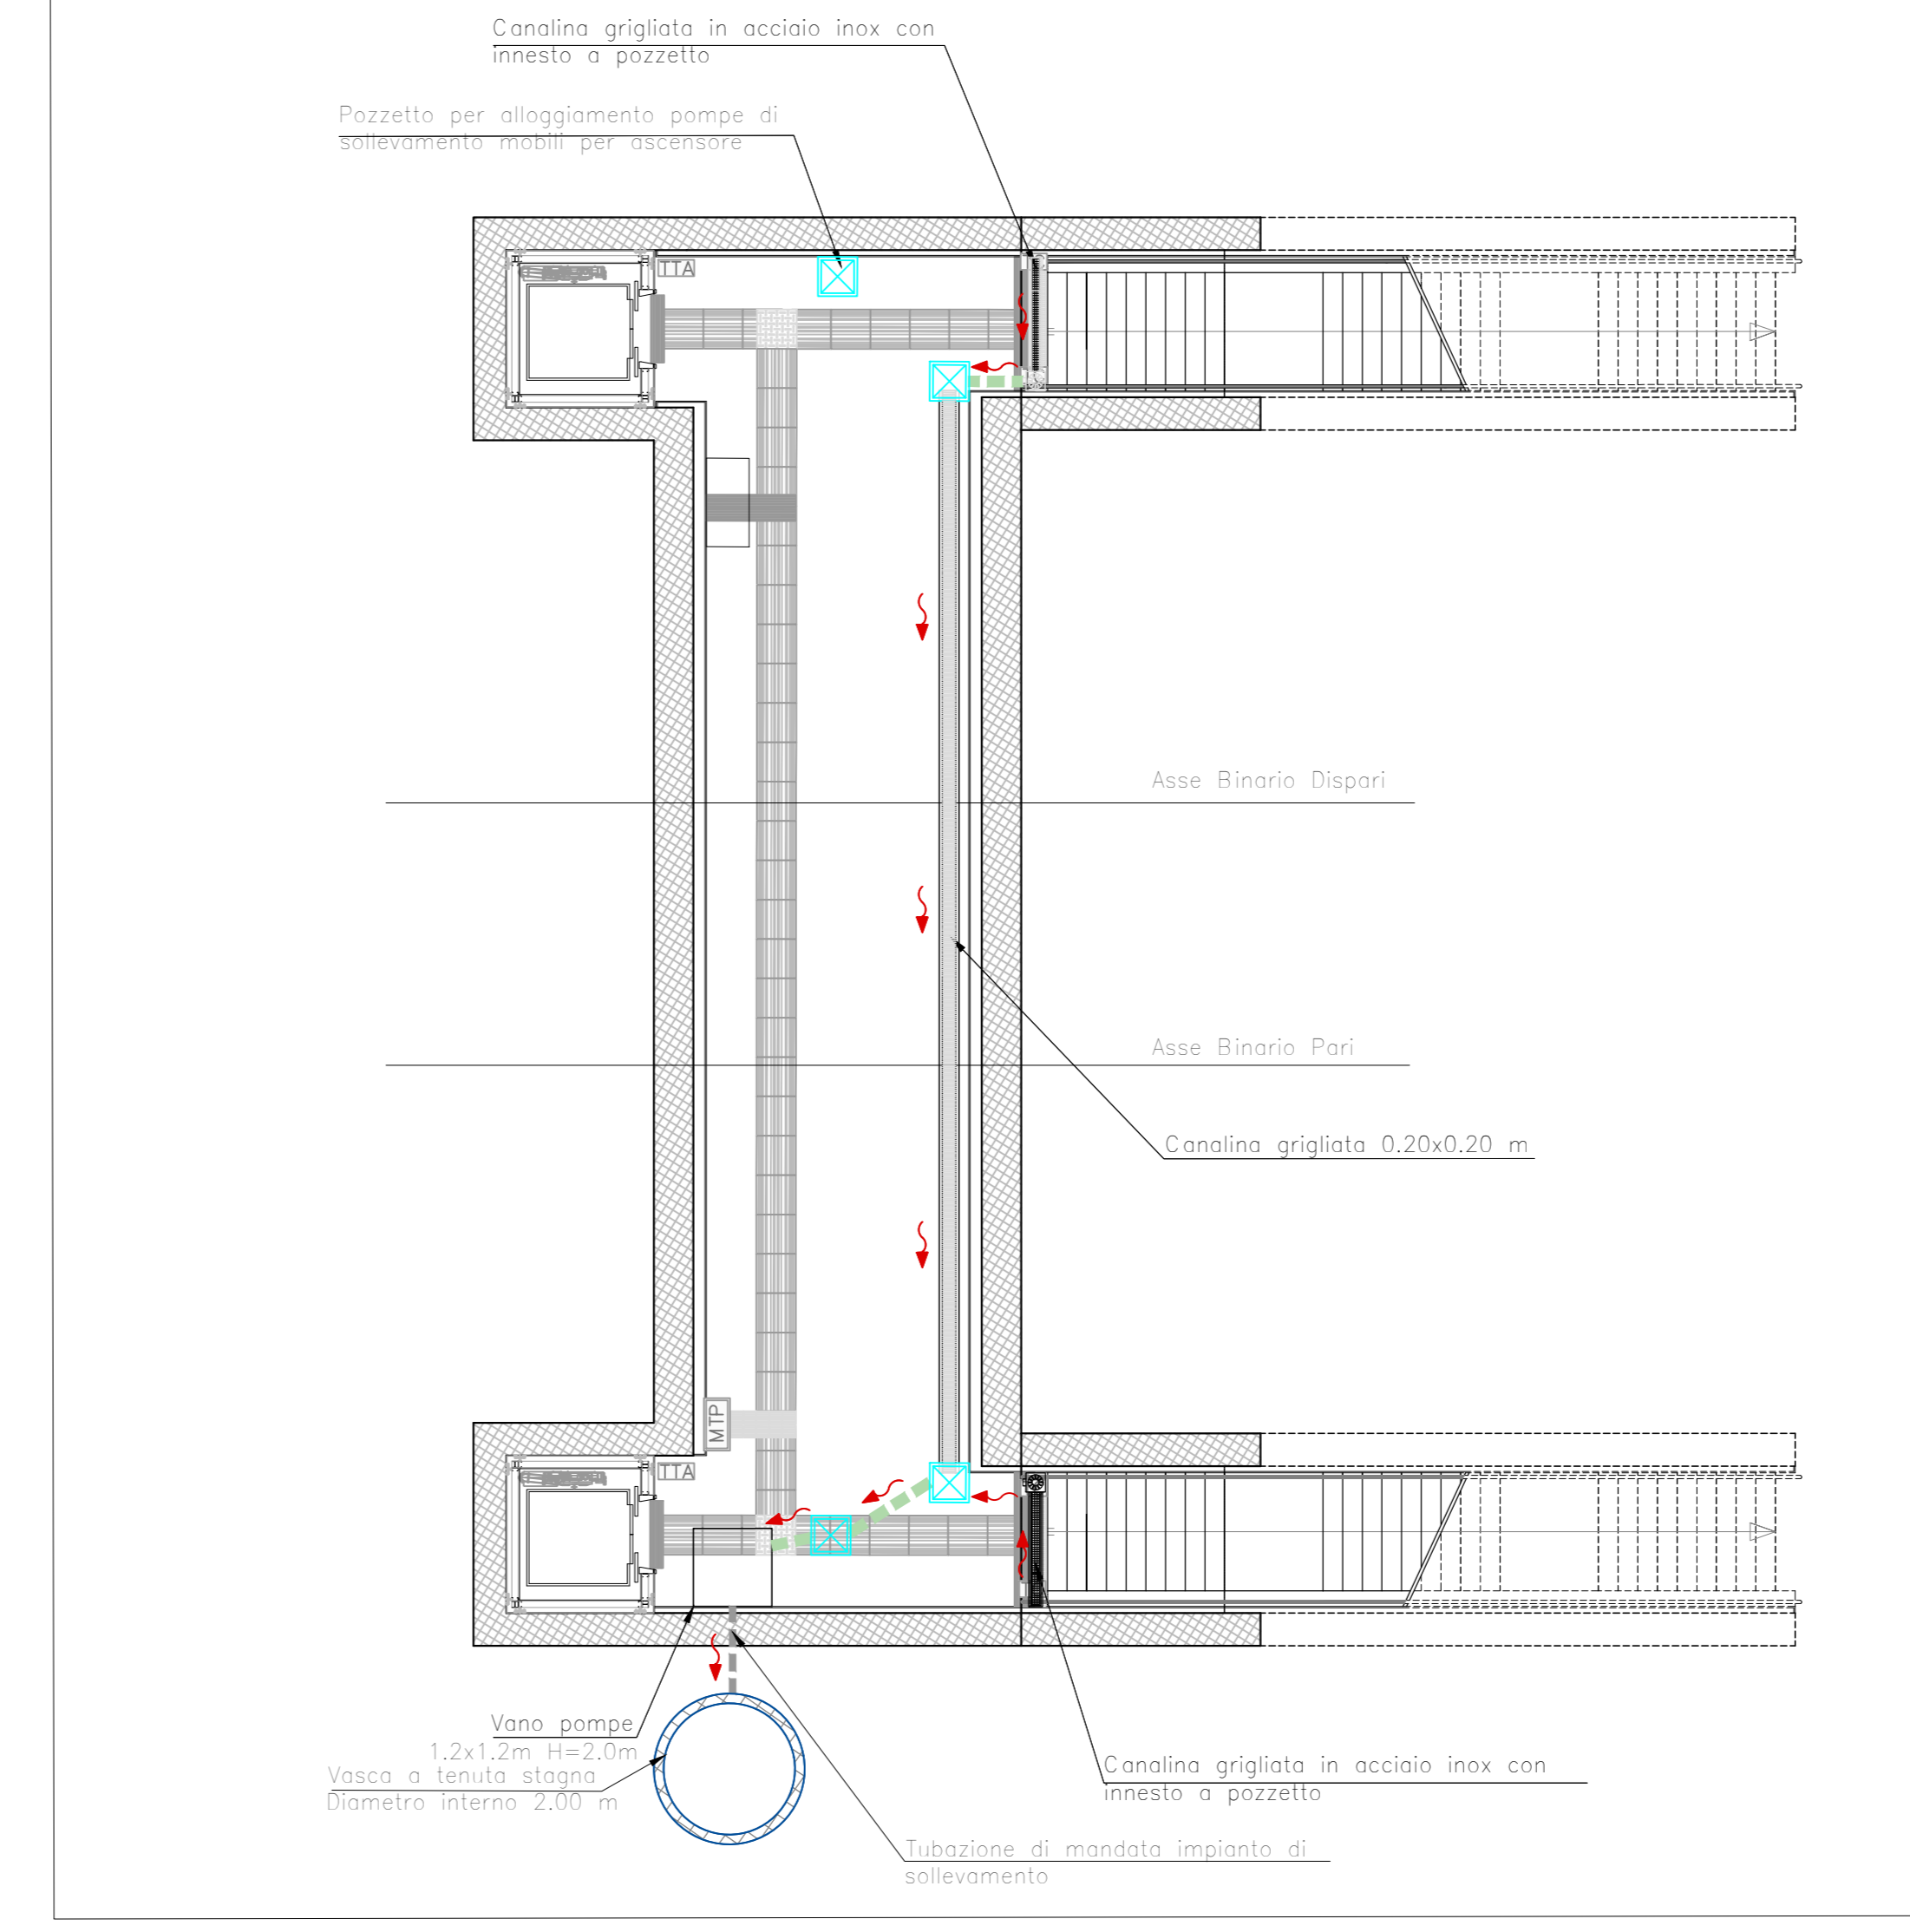 Canalina grigliata in acciaio inox con
innesto a pozzetto
Pozzetto per alloggiamento pompe di
sollevamento mobili per ascensore
TTA
Asse Binario Dispari
Asse Binario Pari
Canalina grigliata 0.20x0.20 m
MTP
TTA
Vano pompe
1.2x1.2m H=2.0m
Vasca a tenuta stagna
Diametro interno 2.00 m
Canalina grigliata in acciaio inox con
innesto a pozzetto
Tubazione di mandata impianto di
sollevamento